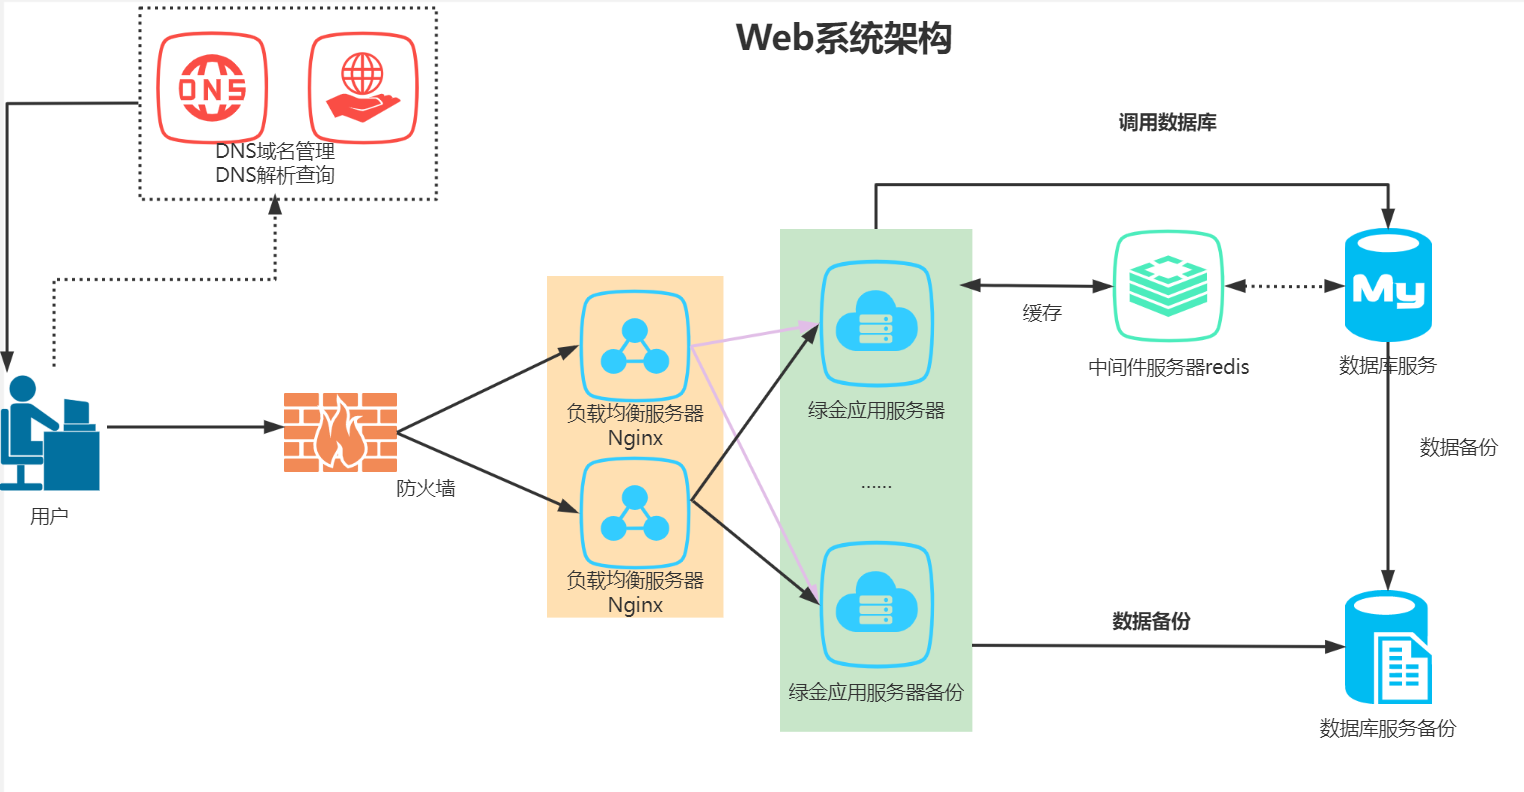 Web系统架构
DNS
DNS域名管理
DNS解析查询
调用数据库
My
缓存
中间件服务器redis
数据库服务
负载均衡服务器
Nginx
绿金应用服务器
数据备份
......
防火墙
用户
负载均衡服务器
Nginx
数据备份
绿金应用服务器备份
数据库服务备份